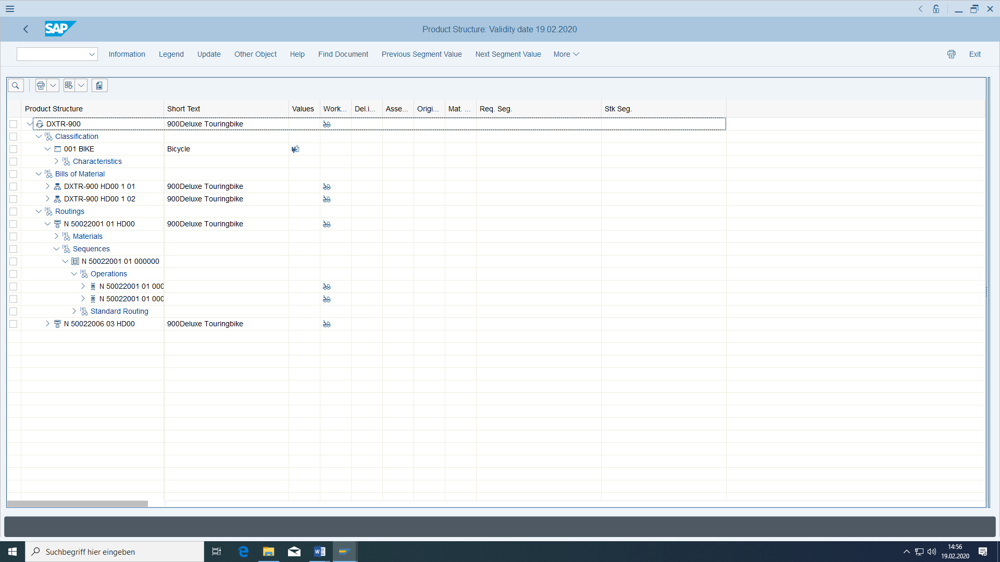 SAP
Product Structure: Validity date 19.02.2020
Information Legend Update Other Object Help Find Document Previous Segment Value Next Segment Value More Exit
Product Structure Short Text Values Work... Del.i... Asse... Origi... Mat. ... Req. Seg. Stk Seg.
DXTR-900 900Deluxe Touringbike
Classification
001 BIKE Bicycle
Characteristics
Bills of Material
DXTR-900 HD00 1 01 900Deluxe Touringbike
DXTR-900 HD00 1 02 900Deluxe Touringbike
Routings
N 50022001 01 HD00 900Deluxe Touringbike
Materials
Sequences
N 50022001 01 000000
Operations
N 50022001 01 000
N 50022001 01 000
Standard Routing
N 50022006 03 HD00 900Deluxe Touringbike
Suchbegriff hier eingeben
14:56
19.02.2020